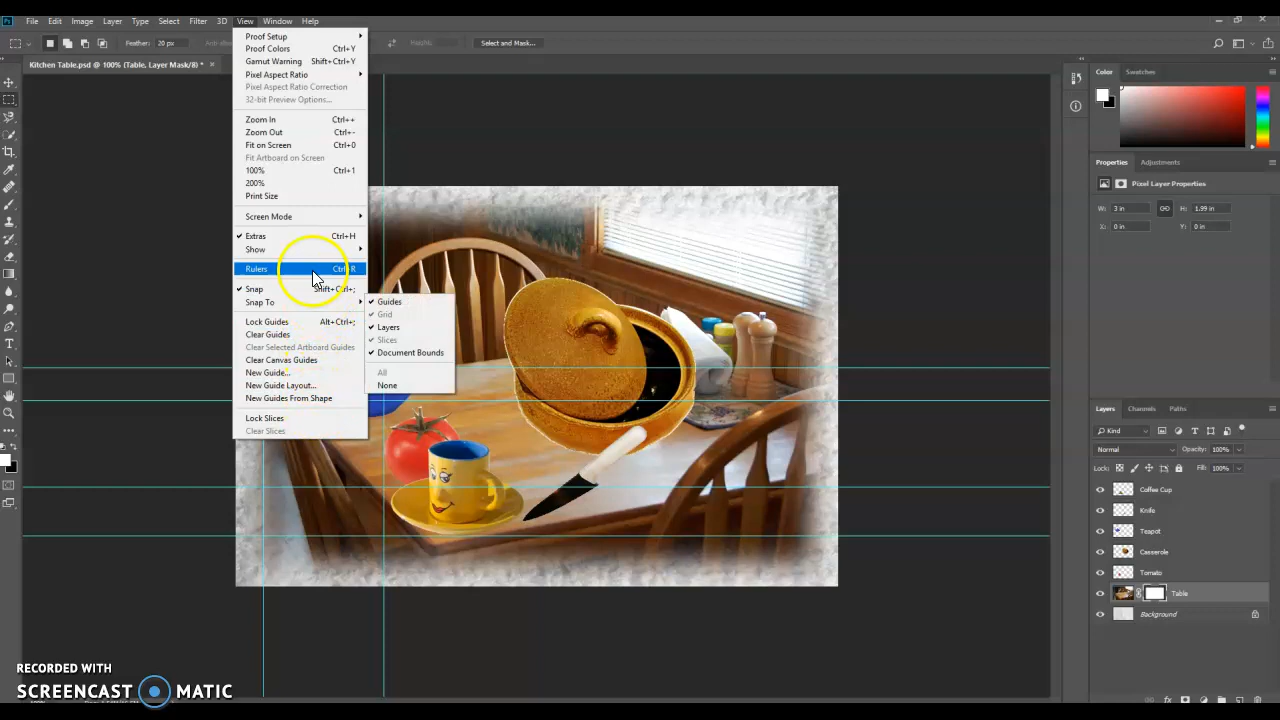 File Edit Image Layer Type Select Filter 3D View Window Help
Feather: 20 px
Select and Mask...
Kitchen Table.psd @ 100% (Table, Layer Mask/8) *
Proof Setup
Proof Colors Ctrl+Y
Gamut Warning Shift+Ctrl+Y
Pixel Aspect Ratio
Pixel Aspect Ratio Correction
32-bit Preview Options...
Zoom In Ctrl++
Zoom Out Ctrl+-
Fit on Screen Ctrl+0
Fit Artboard on Screen
100% Ctrl+1
200%
Print Size
Screen Mode
Extras Ctrl+H
Show
Rulers Ctrl+R
Snap Shift+Ctrl+;
Snap To
Lock Guides Alt+Ctrl+;
Clear Guides
Clear Selected Artboard Guides
Clear Canvas Guides
New Guide...
New Guide Layout...
New Guides From Shape
Lock Slices
Clear Slices
Guides
Grid
Layers
Slices
Document Bounds
All
None
Color Swatches
Properties Adjustments
Pixel Layer Properties
W: 3 in H: 1.99 in
X: 0 in Y: 0 in
Layers Channels Paths
Kind
Normal Opacity: 100%
Lock: Fill: 100%
Coffee Cup
Knife
Teapot
Casserole
Tomato
Table
Background
RECORDED WITH
SCREENCAST MATIC